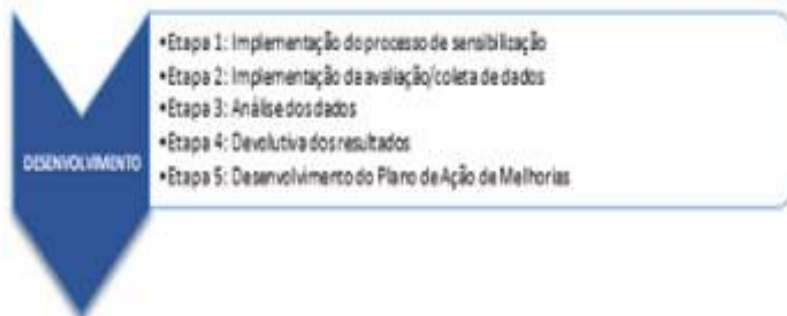 DESENVOLVIMENTO
•Etapa 1: Implementação do processo de sensibilização
•Etapa 2: Implementação da avaliação/coleta de dados
•Etapa 3: Análise dos dados
•Etapa 4: Devolutiva dos resultados
•Etapa 5: Desenvolvimento do Plano de Ação de Melhorias